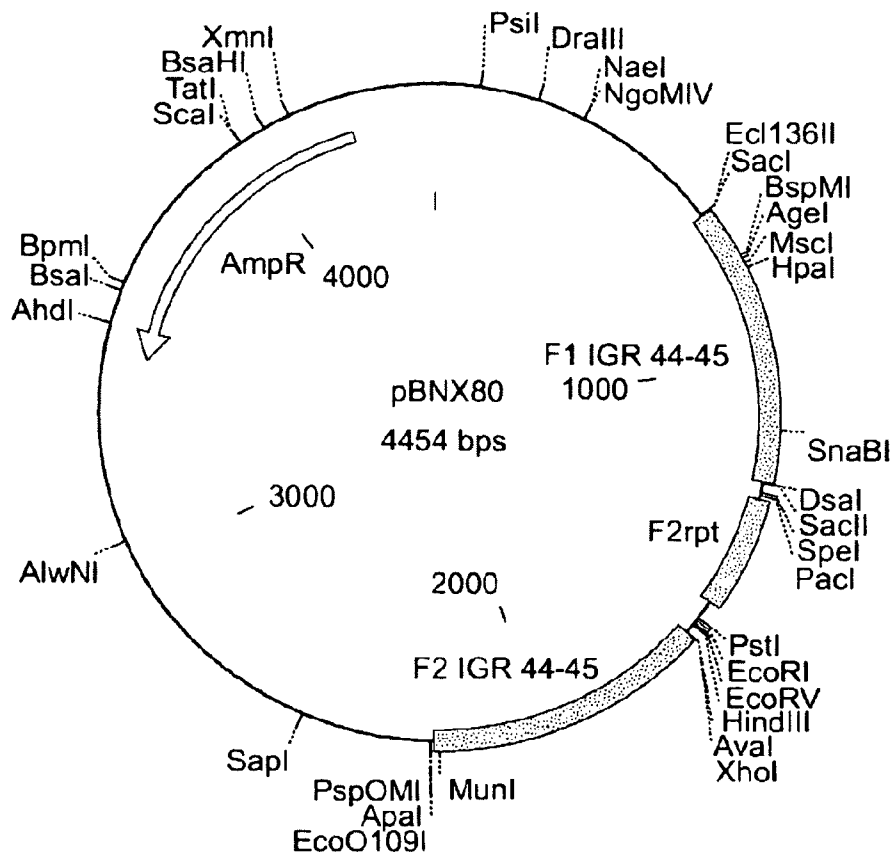 PsiI
DraIII
NaeI
NgoMIV
Ecl136II
SacI
BspMI
AgeI
MscI
HpaI
XmnI
BsaHI
TatI
ScaI
BpmI
BsaI
AhdI
AmpR
4000
F1 IGR 44-45
1000
pBNX80
4454 bps
SnaBI
DsaI
SacII
SpeI
PacI
F2rpt
3000
AlwNI
2000
F2 IGR 44-45
PstI
EcoRI
EcoRV
HindIII
AvaI
XhoI
SapI
PspOMI
ApaI
EcoO109I
MunI